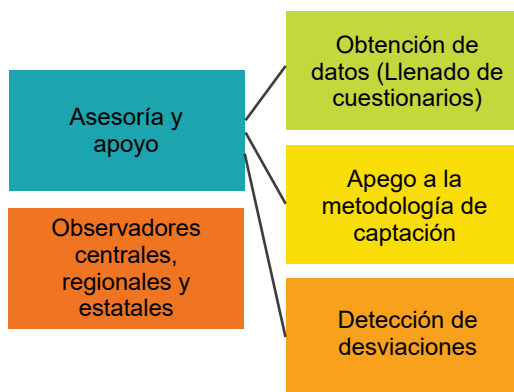 Asesoría y
apoyo
Observadores
centrales,
regionales y
estatales
Obtención de
datos (Llenado de
cuestionarios)
Apego a la
metodología de
captación
Detección de
desviaciones